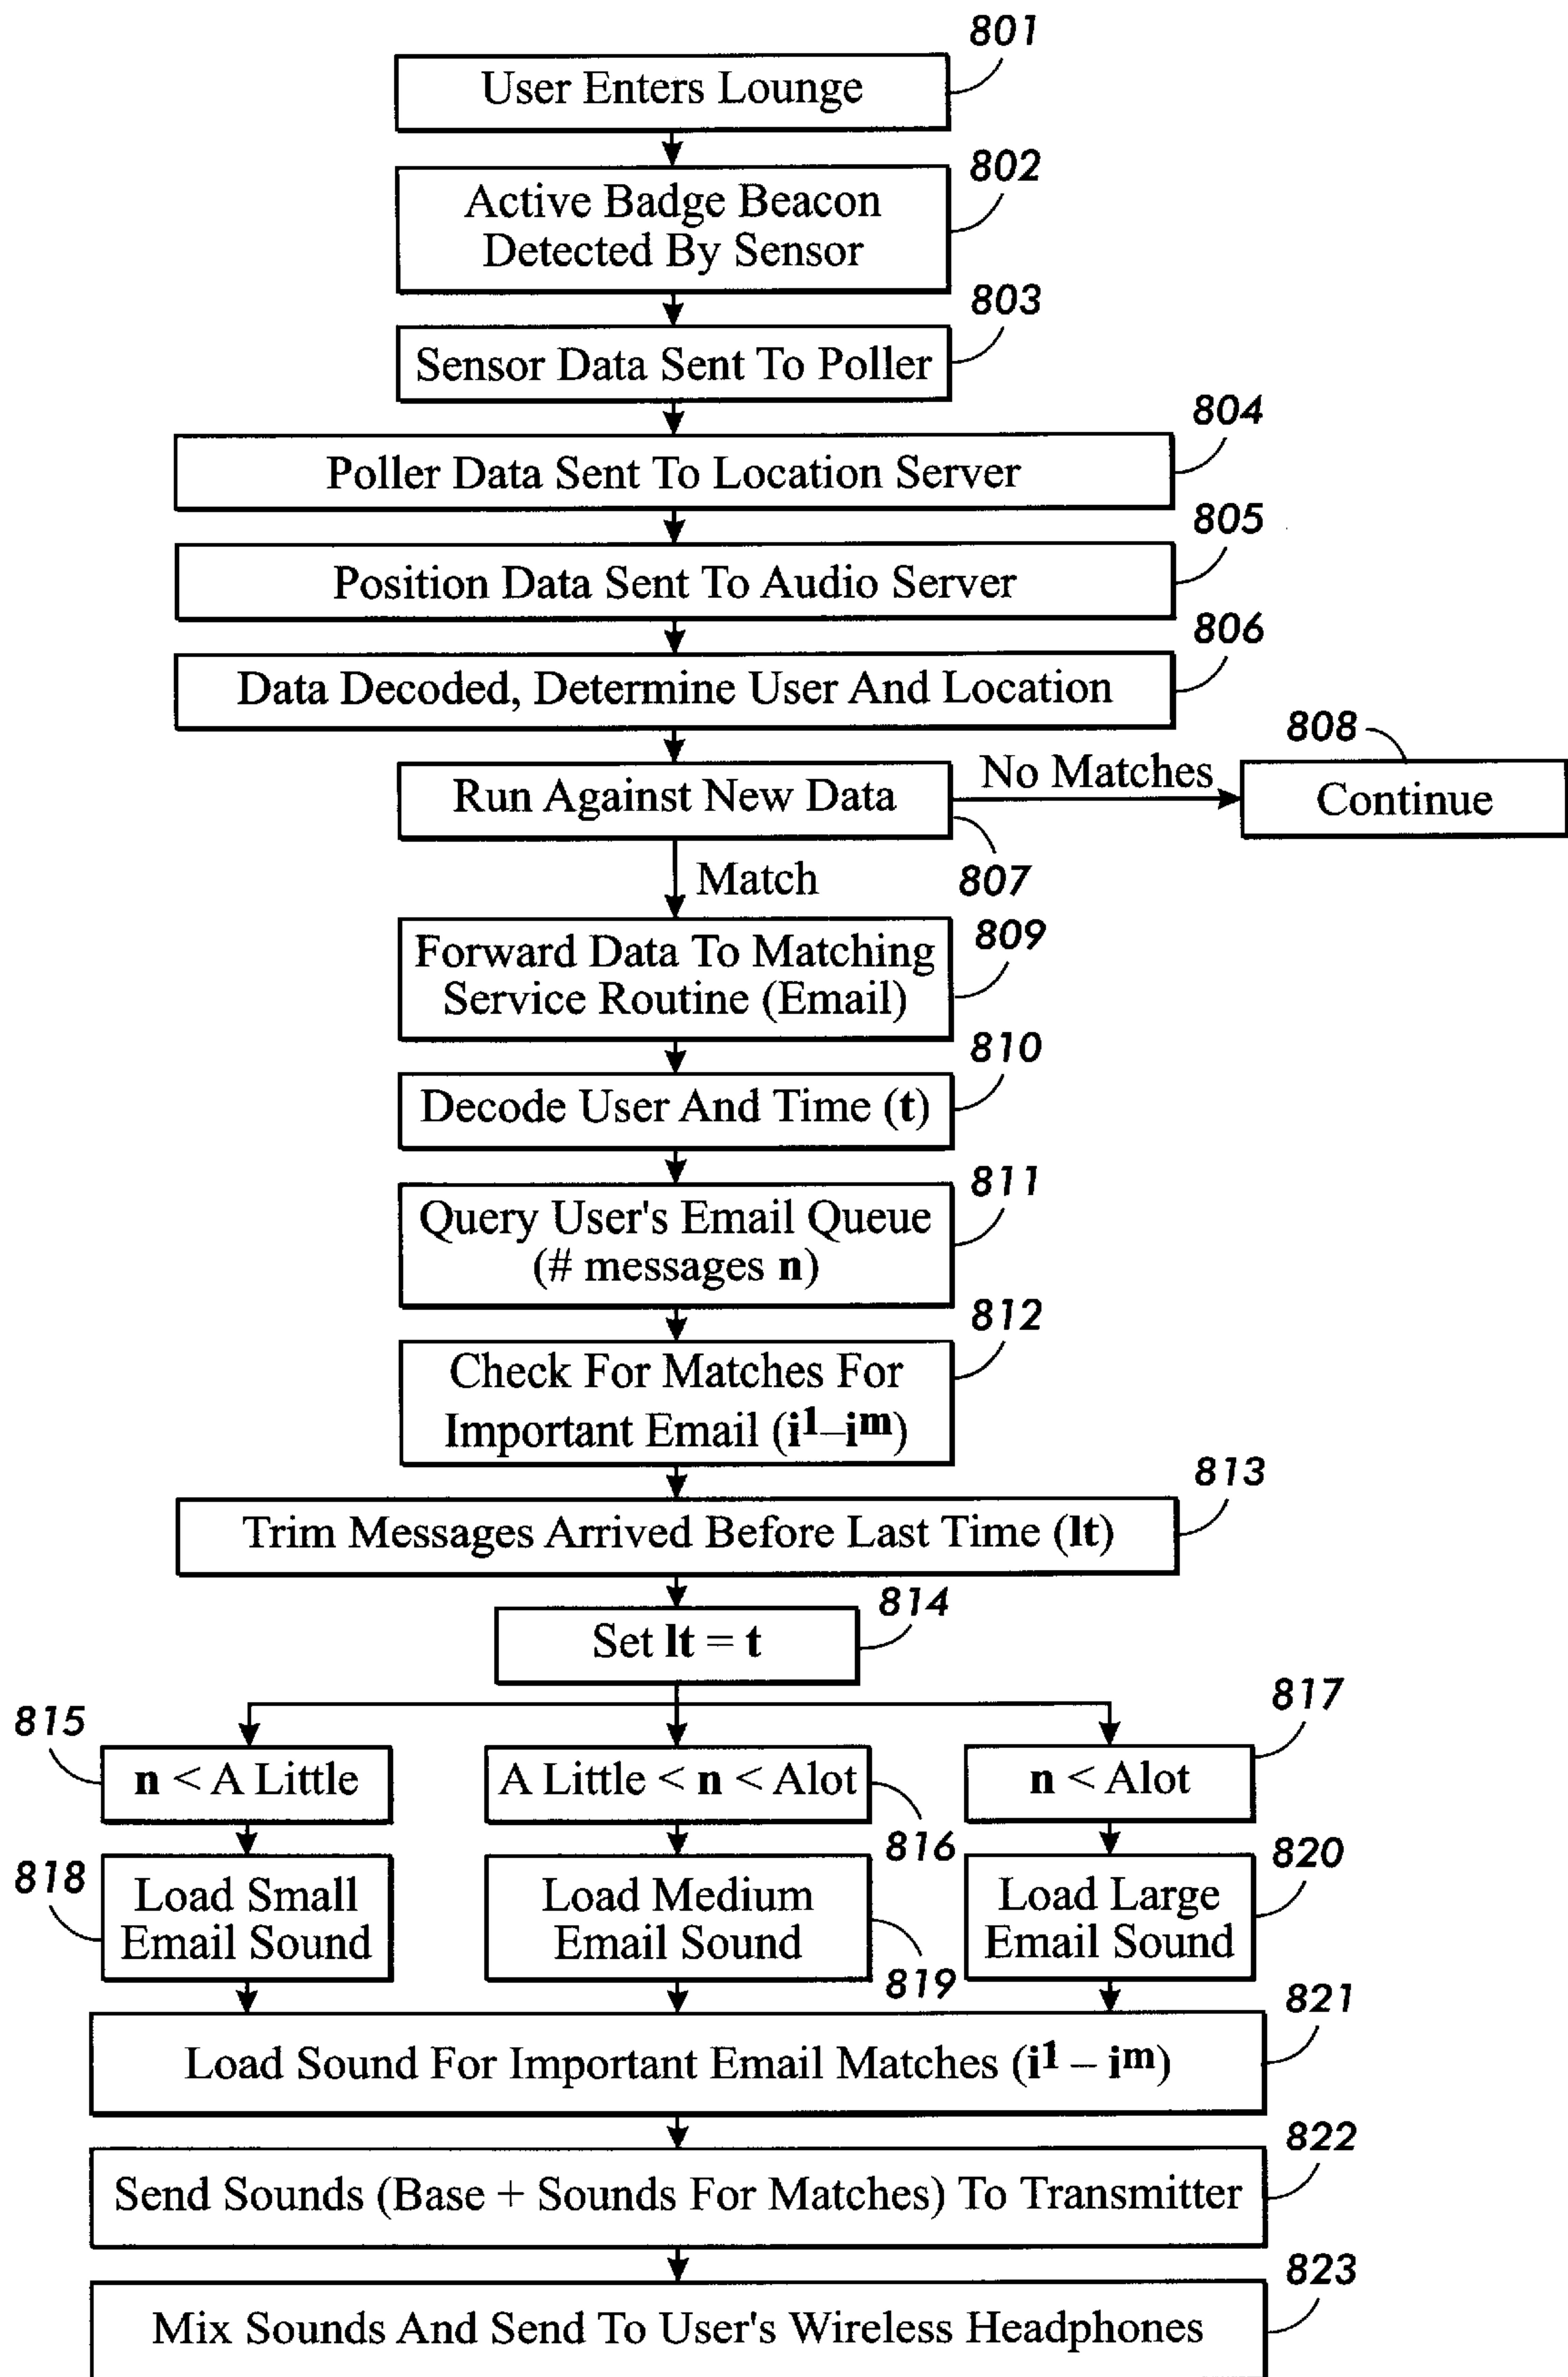 801
User Enters Lounge
802
Active Badge Beacon
Detected By Sensor
803
Sensor Data Sent To Poller
804
Poller Data Sent To Location Server
805
Position Data Sent To Audio Server
806
Data Decoded, Determine User And Location
808
Run Against New Data
No Matches
Continue
807
Match
809
Forward Data To Matching
Service Routine (Email)
810
Decode User And Time (t)
811
Query User's Email Queue
(# messages n)
812
Check For Matches For
Important Email (i¹–iᵐ)
813
Trim Messages Arrived Before Last Time (lt)
814
Set lt = t
815
817
n < A Little
A Little < n < Alot
n < Alot
816
818
820
Load Small
Email Sound
Load Medium
Email Sound
Load Large
Email Sound
819
821
Load Sound For Important Email Matches (i¹ – iᵐ)
822
Send Sounds (Base + Sounds For Matches) To Transmitter
823
Mix Sounds And Send To User's Wireless Headphones